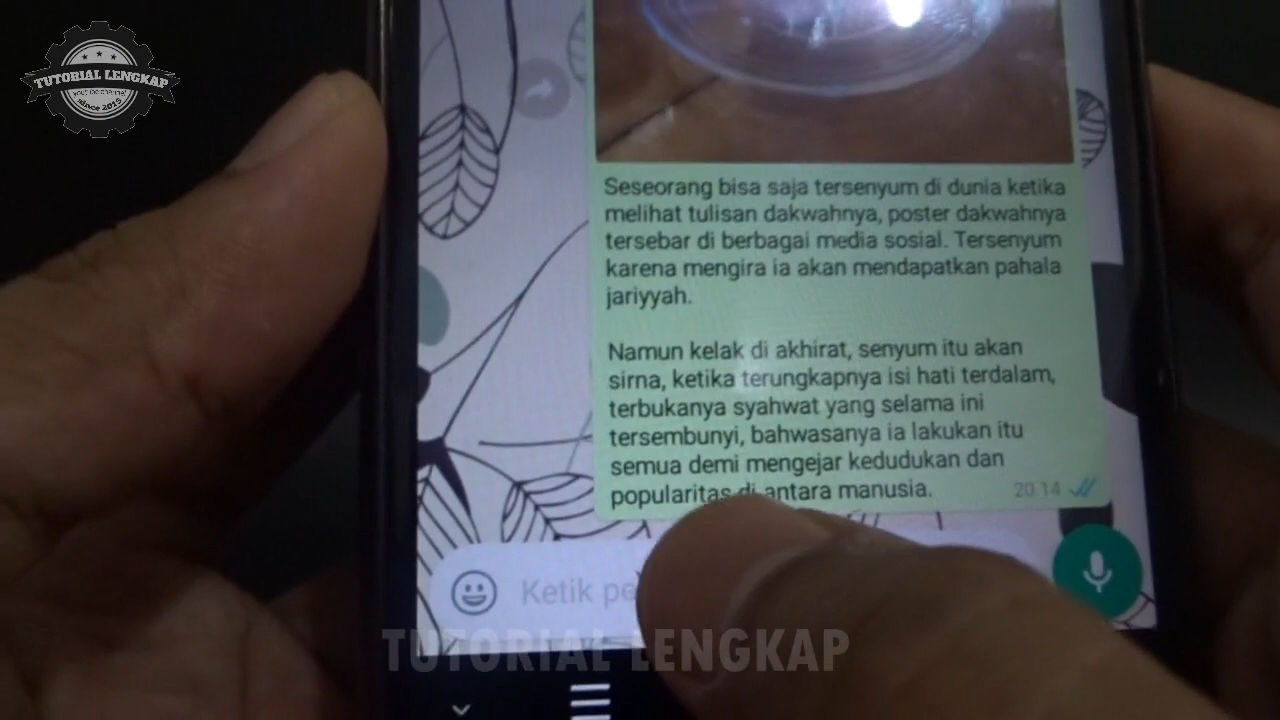 TUTORIAL LENGKAP
youtube channel
since 2015
Seseorang bisa saja tersenyum di dunia ketika
melihat tulisan dakwahnya, poster dakwahnya
tersebar di berbagai media sosial. Tersenyum
karena mengira ia akan mendapatkan pahala
jariyyah.
Namun kelak di akhirat, senyum itu akan
sirna, ketika terungkapnya isi hati terdalam,
terbukanya syahwat yang selama ini
tersembunyi, bahwasanya ia lakukan itu
semua demi mengejar kedudukan dan
popularitas di antara manusia.
20.14
Ketik
TUTORIAL LENGKAP